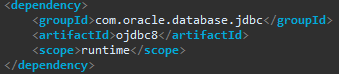 <dependency>
<groupId>com.oracle.database.jdbc</groupId>
<artifactId>ojdbc8</artifactId>
<scope>runtime</scope>
</dependency>